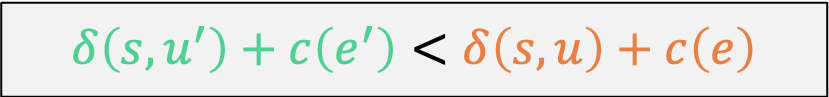 δ(s,u′) + c(e′) < δ(s,u) + c(e)